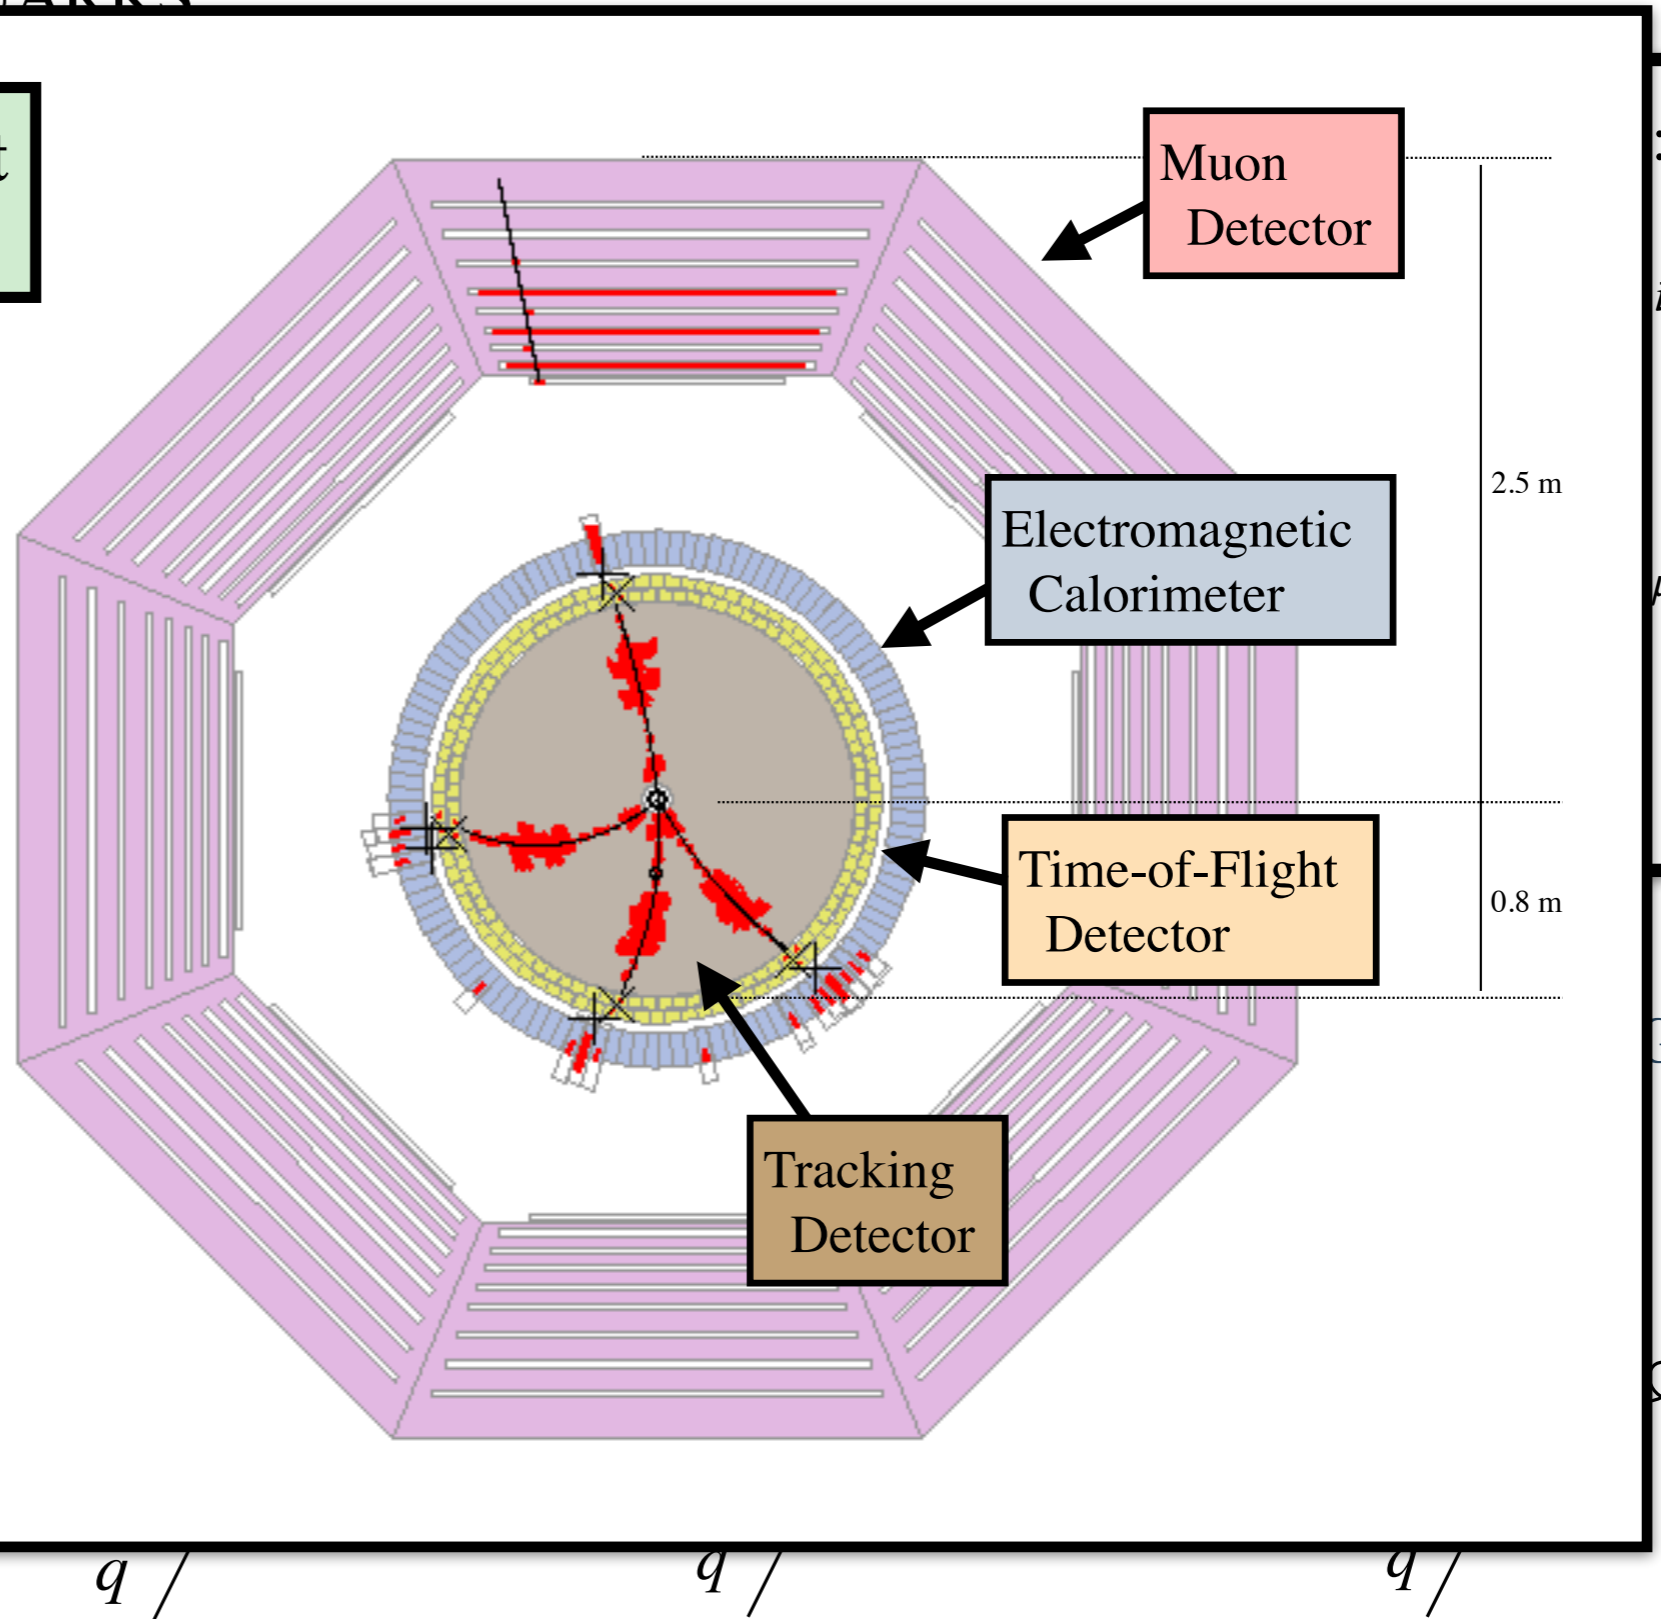 t
Muon
Detector
2.5 m
Electromagnetic
Calorimeter
Time-of-Flight
Detector
0.8 m
Tracking
Detector
q q q